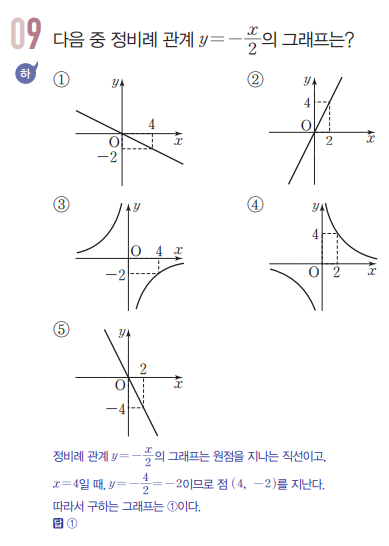 09 다음 중 정비례 관계 y=-x/2의 그래프는?
하
① y 4 O x -2
② y 4 O 2 x
③ y O 4 x -2
④ y 4 O 2 x
⑤ y 2 O x -4
정비례 관계 y=-x/2의 그래프는 원점을 지나는 직선이고,
x=4일 때, y=-4/2=-2이므로 점 (4, -2)를 지난다.
따라서 구하는 그래프는 ①이다.
답 ①